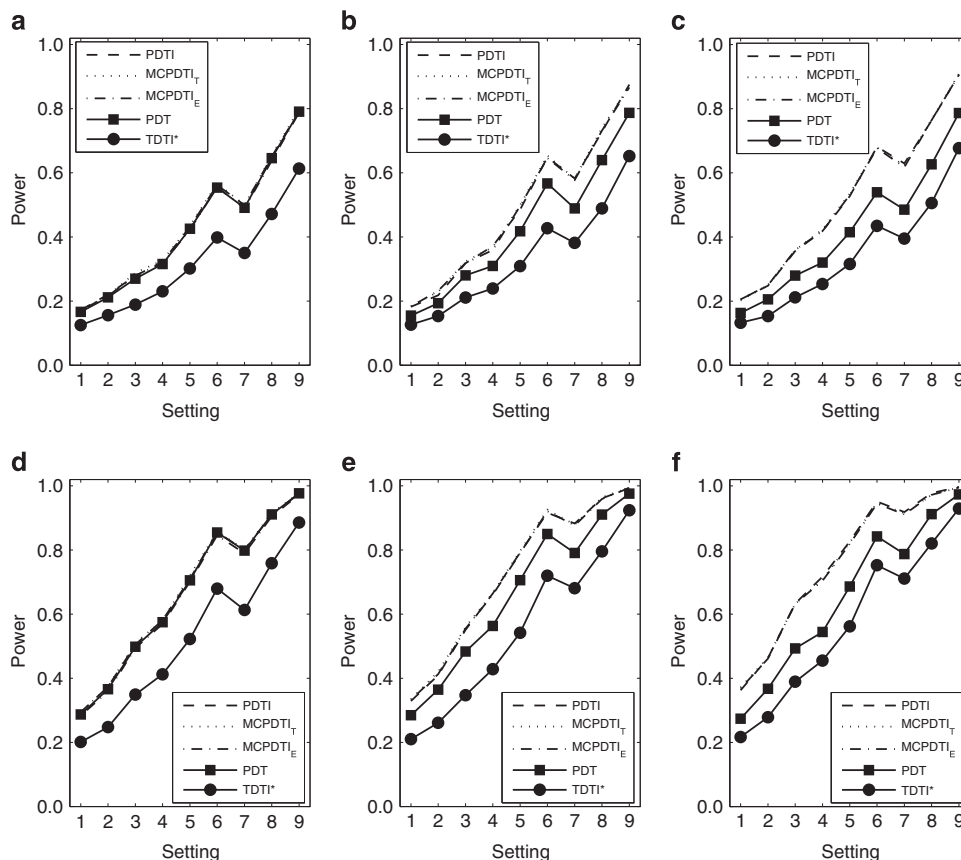 a
Power
1.0
0.8
0.6
0.4
0.2
0.0
PDTI
MCPDTI_T
MCPDTI_E
PDT
TDTI*
1 2 3 4 5 6 7 8 9
Setting
b
Power
1.0
0.8
0.6
0.4
0.2
0.0
PDTI
MCPDTI_T
MCPDTI_E
PDT
TDTI*
1 2 3 4 5 6 7 8 9
Setting
c
Power
1.0
0.8
0.6
0.4
0.2
0.0
PDTI
MCPDTI_T
MCPDTI_E
PDT
TDTI*
1 2 3 4 5 6 7 8 9
Setting
d
Power
1.0
0.8
0.6
0.4
0.2
0.0
PDTI
MCPDTI_T
MCPDTI_E
PDT
TDTI*
1 2 3 4 5 6 7 8 9
Setting
e
Power
1.0
0.8
0.6
0.4
0.2
0.0
PDTI
MCPDTI_T
MCPDTI_E
PDT
TDTI*
1 2 3 4 5 6 7 8 9
Setting
f
Power
1.0
0.8
0.6
0.4
0.2
0.0
PDTI
MCPDTI_T
MCPDTI_E
PDT
TDTI*
1 2 3 4 5 6 7 8 9
Setting